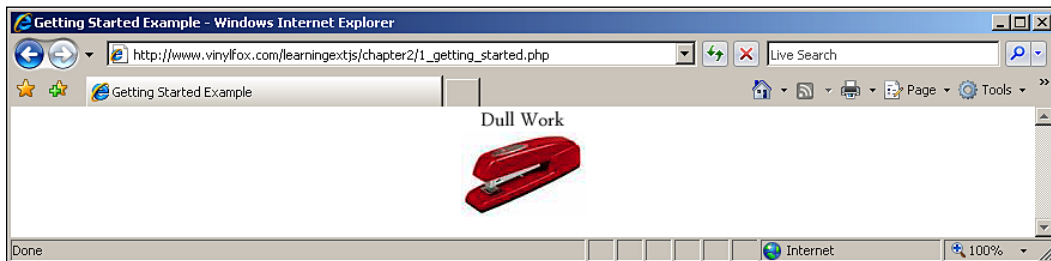 Getting Started Example - Windows Internet Explorer
http://www.vinylfox.com/learningextjs/chapter2/1_getting_started.php
Live Search
Getting Started Example
Page
Tools
»
Dull Work
Done
Internet
100%